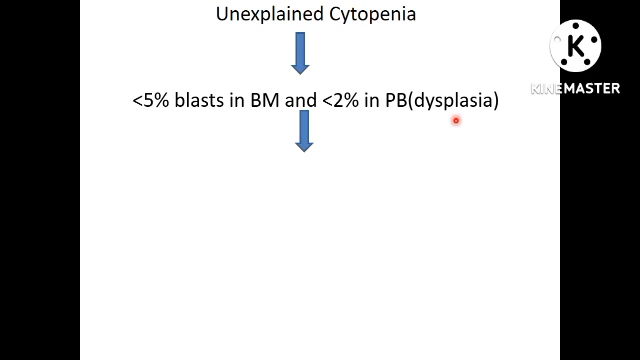 Unexplained Cytopenia
<5% blasts in BM and <2% in PB(dysplasia)
K
KINEMASTER